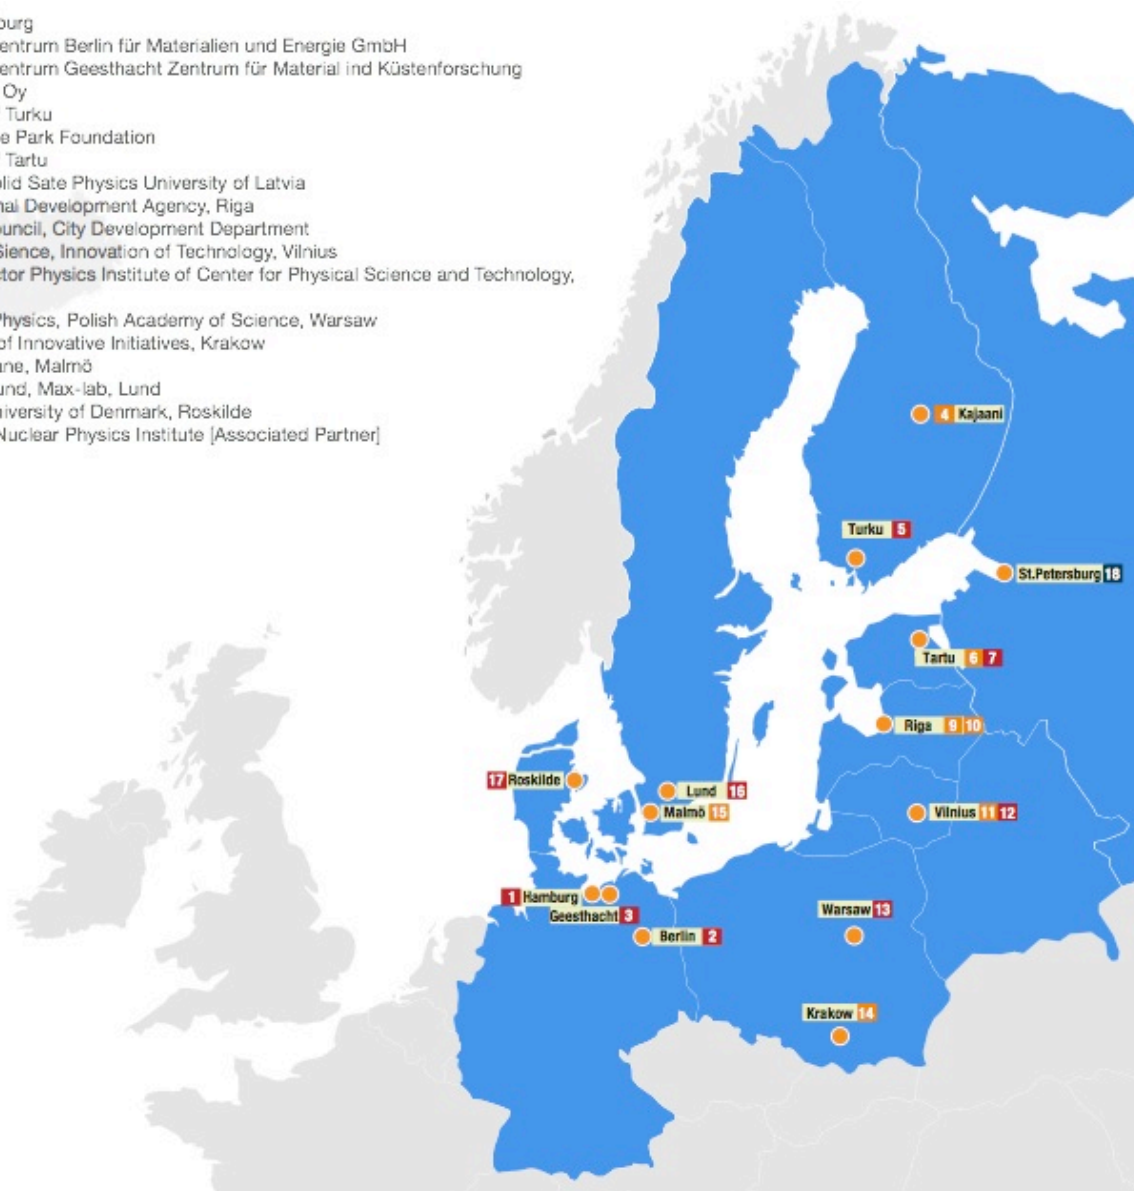 burg
entrum Berlin für Materialien und Energie GmbH
entrum Geesthacht Zentrum für Material ind Küstenforschung
Oy
Turku
e Park Foundation
Tartu
olid Sate Physics University of Latvia
nal Development Agency, Riga
ouncil, City Development Department
Sience, Innovation of Technology, Vilnius
ctor Physics Institute of Center for Physical Science and Technology,
Physics, Polish Academy of Science, Warsaw
of Innovative Initiatives, Krakow
ane, Malmö
und, Max-lab, Lund
niversity of Denmark, Roskilde
Nuclear Physics Institute [Associated Partner]
4 Kajaani
Turku 5
St.Petersburg 18
Tartu 6 7
Riga 9 10
17 Roskilde
Lund 16
Malmö 15
Vilnius 11 12
1 Hamburg
Geesthacht 3
Warsaw 13
Berlin 2
Krakow 14